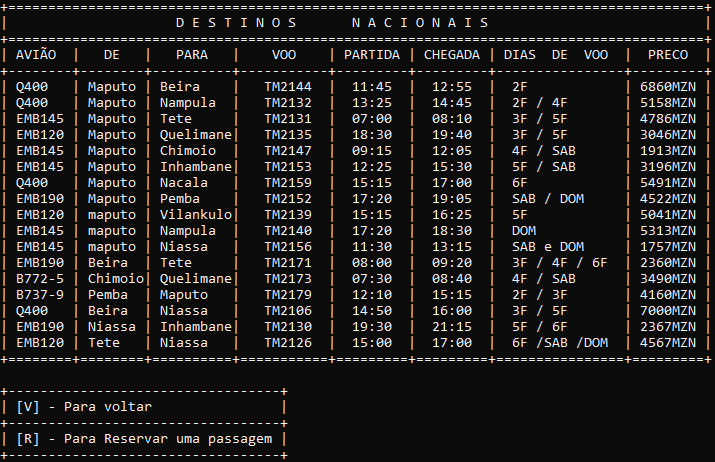 D E S T I N O S N A C I O N A I S
AVIÃO | DE | PARA | VOO | PARTIDA | CHEGADA | DIAS DE VOO | PRECO
Q400 | Maputo | Beira | TM2144 | 11:45 | 12:55 | 2F | 6860MZN
Q400 | Maputo | Nampula | TM2132 | 13:25 | 14:45 | 2F / 4F | 5158MZN
EMB145 | Maputo | Tete | TM2131 | 07:00 | 08:10 | 3F / 5F | 4786MZN
EMB120 | Maputo | Quelimane | TM2135 | 18:30 | 19:40 | 3F / 5F | 3046MZN
EMB145 | Maputo | Chimoio | TM2147 | 09:15 | 12:05 | 4F / SAB | 1913MZN
EMB145 | Maputo | Inhambane | TM2153 | 12:25 | 15:30 | 5F / SAB | 3196MZN
Q400 | Maputo | Nacala | TM2159 | 15:15 | 17:00 | 6F | 5491MZN
EMB190 | Maputo | Pemba | TM2152 | 17:20 | 19:05 | SAB / DOM | 4522MZN
EMB120 | maputo | Vilankulo | TM2139 | 15:15 | 16:25 | 5F | 5041MZN
EMB145 | maputo | Nampula | TM2140 | 17:20 | 18:30 | DOM | 5313MZN
EMB145 | maputo | Niassa | TM2156 | 11:30 | 13:15 | SAB e DOM | 1757MZN
EMB190 | Beira | Tete | TM2171 | 08:00 | 09:20 | 3F / 4F / 6F | 2360MZN
B772-5 | Chimoio | Quelimane | TM2173 | 07:30 | 08:40 | 4F / SAB | 3490MZN
B737-9 | Pemba | Maputo | TM2179 | 12:10 | 15:15 | 2F / 3F | 4160MZN
Q400 | Beira | Niassa | TM2106 | 14:50 | 16:00 | 3F / 5F | 7000MZN
EMB190 | Niassa | Inhambane | TM2130 | 19:30 | 21:15 | 5F / 6F | 2367MZN
EMB120 | Tete | Niassa | TM2126 | 15:00 | 17:00 | 6F /SAB /DOM | 4567MZN
[V] - Para voltar
[R] - Para Reservar uma passagem